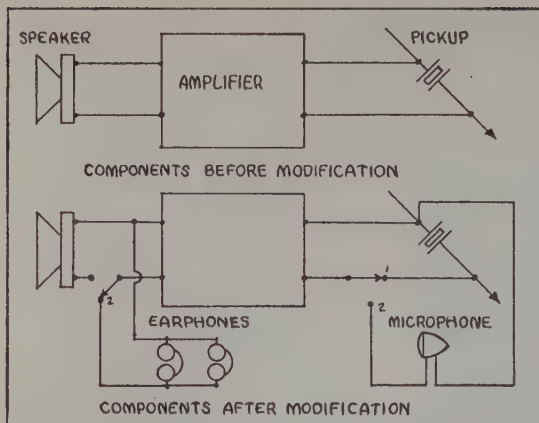 SPEAKER
PICKUP
AMPLIFIER
COMPONENTS BEFORE MODIFICATION
1
2
2
EARPHONES
MICROPHONE
COMPONENTS AFTER MODIFICATION